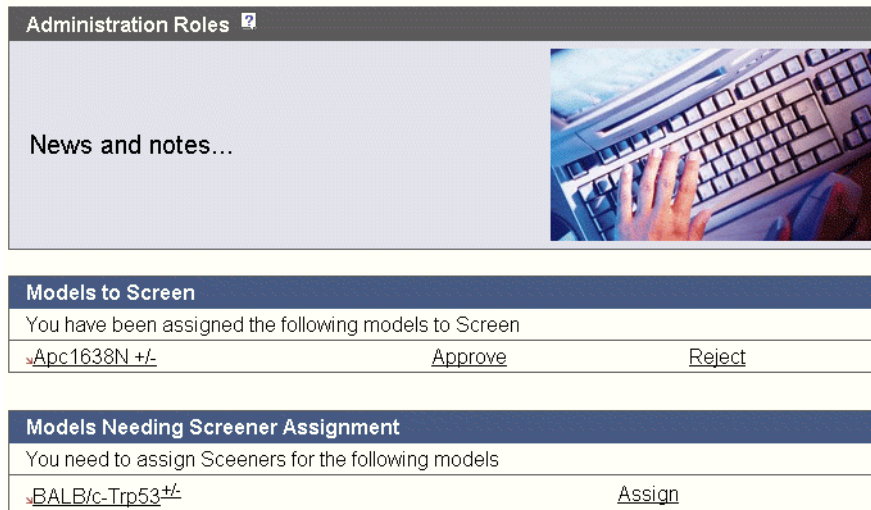 Administration Roles ?
News and notes...
Models to Screen
You have been assigned the following models to Screen
Apc1638N +/- Approve Reject
Models Needing Screener Assignment
You need to assign Sceeners for the following models
BALB/c-Trp53+/- Assign